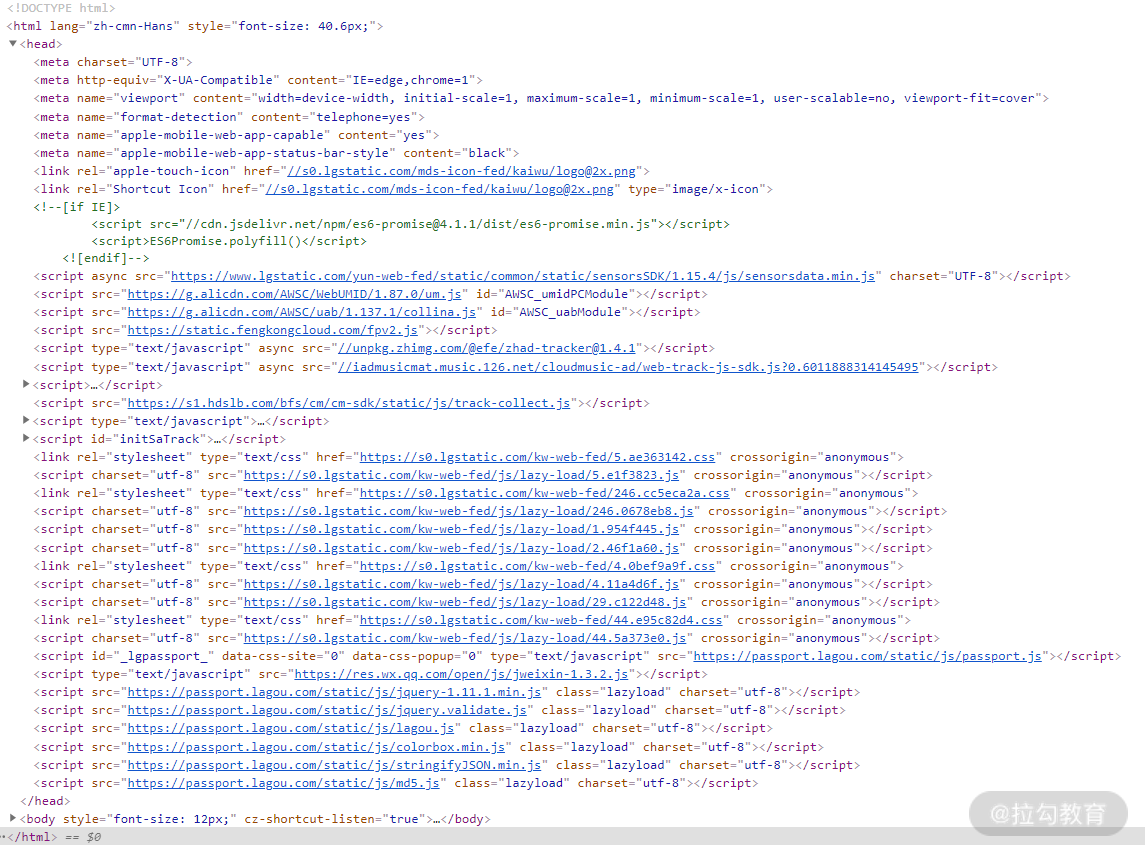 <!DOCTYPE html>
<html lang="zh-cmn-Hans" style="font-size: 40.6px;">
▼<head>
<meta charset="UTF-8">
<meta http-equiv="X-UA-Compatible" content="IE=edge,chrome=1">
<meta name="viewport" content="width=device-width, initial-scale=1, maximum-scale=1, minimum-scale=1, user-scalable=no, viewport-fit=cover">
<meta name="format-detection" content="telephone=yes">
<meta name="apple-mobile-web-app-capable" content="yes">
<meta name="apple-mobile-web-app-status-bar-style" content="black">
<link rel="apple-touch-icon" href="//s0.lgstatic.com/mds-icon-fed/kaiwu/logo@2x.png">
<link rel="Shortcut Icon" href="//s0.lgstatic.com/mds-icon-fed/kaiwu/logo@2x.png" type="image/x-icon">
<!--[if IE]>
<script src="//cdn.jsdelivr.net/npm/es6-promise@4.1.1/dist/es6-promise.min.js"></script>
<script>ES6Promise.polyfill()</script>
<![endif]-->
<script async src="https://www.lgstatic.com/yun-web-fed/static/common/static/sensorsSDK/1.15.4/js/sensorsdata.min.js" charset="UTF-8"></script>
<script src="https://g.alicdn.com/AWSC/WebUMID/1.87.0/um.js" id="AWSC_umidPCModule"></script>
<script src="https://g.alicdn.com/AWSC/uab/1.137.1/collina.js" id="AWSC_uabModule"></script>
<script src="https://static.fengkongcloud.com/fpv2.js"></script>
<script type="text/javascript" async src="//unpkg.zhimg.com/@efe/zhad-tracker@1.4.1"></script>
<script type="text/javascript" async src="//iadmusicmat.music.126.net/cloudmusic-ad/web-track-js-sdk.js?0.6011888314145495"></script>
▶<script>…</script>
<script src="https://s1.hdslb.com/bfs/cm/cm-sdk/static/js/track-collect.js"></script>
▶<script type="text/javascript">…</script>
▶<script id="initSaTrack">…</script>
<link rel="stylesheet" type="text/css" href="https://s0.lgstatic.com/kw-web-fed/5.ae363142.css" crossorigin="anonymous">
<script charset="utf-8" src="https://s0.lgstatic.com/kw-web-fed/js/lazy-load/5.e1f3823.js" crossorigin="anonymous"></script>
<link rel="stylesheet" type="text/css" href="https://s0.lgstatic.com/kw-web-fed/246.cc5eca2a.css" crossorigin="anonymous">
<script charset="utf-8" src="https://s0.lgstatic.com/kw-web-fed/js/lazy-load/246.0678eb8.js" crossorigin="anonymous"></script>
<script charset="utf-8" src="https://s0.lgstatic.com/kw-web-fed/js/lazy-load/1.954f445.js" crossorigin="anonymous"></script>
<script charset="utf-8" src="https://s0.lgstatic.com/kw-web-fed/js/lazy-load/2.46f1a60.js" crossorigin="anonymous"></script>
<link rel="stylesheet" type="text/css" href="https://s0.lgstatic.com/kw-web-fed/4.0bef9a9f.css" crossorigin="anonymous">
<script charset="utf-8" src="https://s0.lgstatic.com/kw-web-fed/js/lazy-load/4.11a4d6f.js" crossorigin="anonymous"></script>
<script charset="utf-8" src="https://s0.lgstatic.com/kw-web-fed/js/lazy-load/29.c122d48.js" crossorigin="anonymous"></script>
<link rel="stylesheet" type="text/css" href="https://s0.lgstatic.com/kw-web-fed/44.e95c82d4.css" crossorigin="anonymous">
<script charset="utf-8" src="https://s0.lgstatic.com/kw-web-fed/js/lazy-load/44.5a373e0.js" crossorigin="anonymous"></script>
<script id="_lgpassport_" data-css-site="0" data-css-popup="0" type="text/javascript" src="https://passport.lagou.com/static/js/passport.js"></script>
<script type="text/javascript" src="https://res.wx.qq.com/open/js/jweixin-1.3.2.js"></script>
<script src="https://passport.lagou.com/static/js/jquery-1.11.1.min.js" class="lazyload" charset="utf-8"></script>
<script src="https://passport.lagou.com/static/js/jquery.validate.js" class="lazyload" charset="utf-8"></script>
<script src="https://passport.lagou.com/static/js/lagou.js" class="lazyload" charset="utf-8"></script>
<script src="https://passport.lagou.com/static/js/colorbox.min.js" class="lazyload" charset="utf-8"></script>
<script src="https://passport.lagou.com/static/js/stringifyJSON.min.js" class="lazyload" charset="utf-8"></script>
<script src="https://passport.lagou.com/static/js/md5.js" class="lazyload" charset="utf-8"></script>
</head>
▶<body style="font-size: 12px;" cz-shortcut-listen="true">…</body>
</html> == $0
@拉勾教育